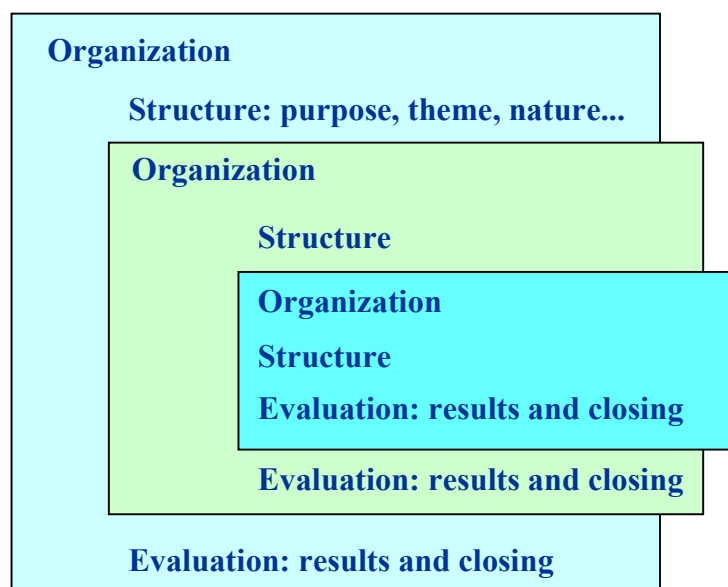 Organization
Structure: purpose, theme, nature...
Organization
Structure
Organization
Structure
Evaluation: results and closing
Evaluation: results and closing
Evaluation: results and closing